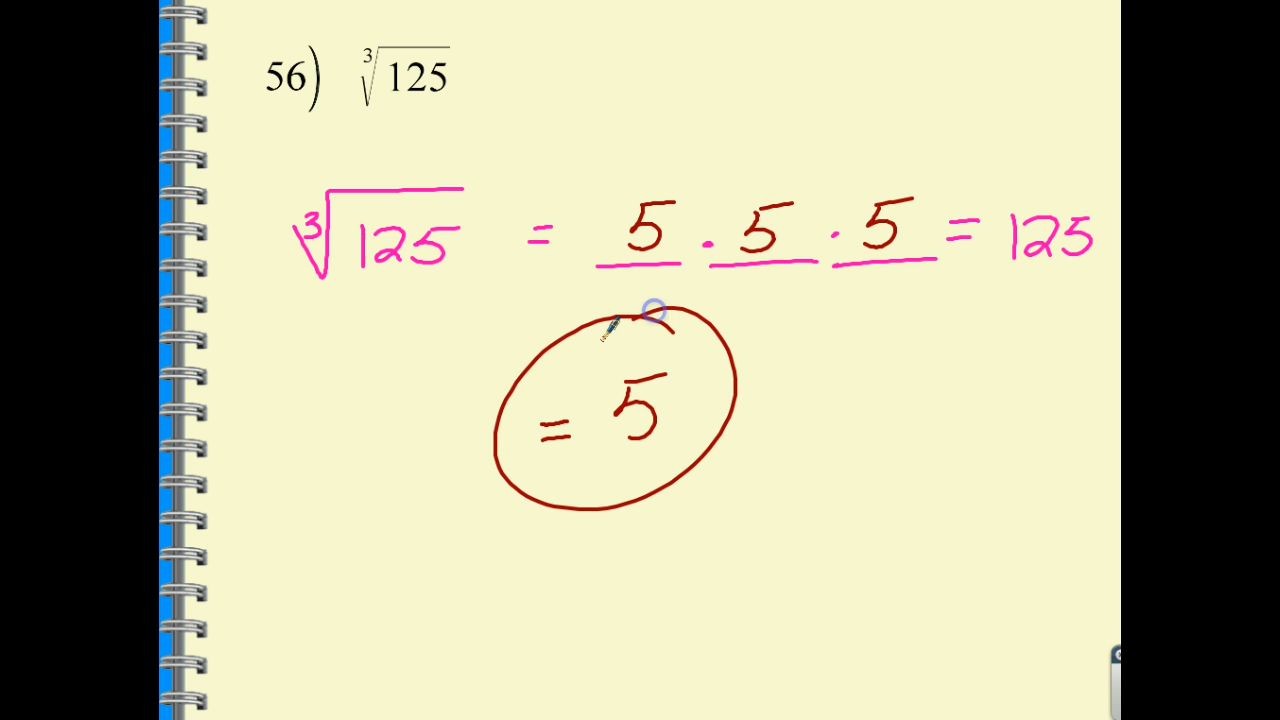 56) ∛125
∛125 = 5 · 5 · 5 = 125
= 5